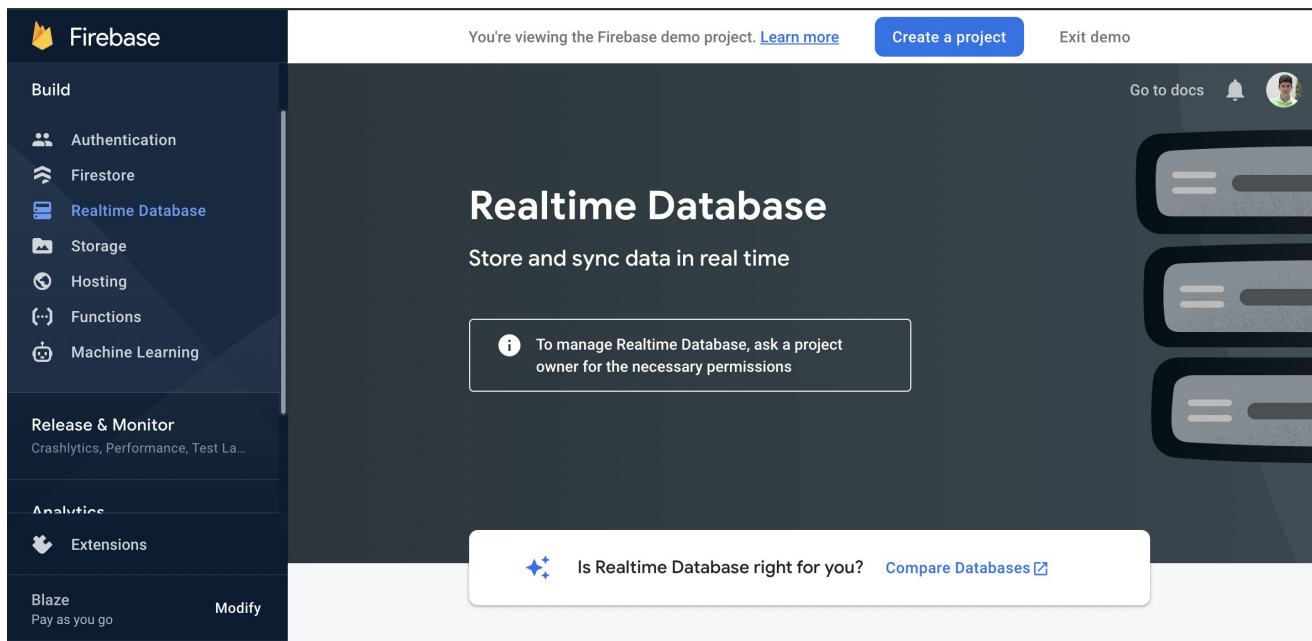 Firebase
You're viewing the Firebase demo project. Learn more
Create a project
Exit demo
Build
Authentication
Firestore
Realtime Database
Storage
Hosting
Functions
Machine Learning
Release & Monitor
Crashlytics, Performance, Test La...
Analytics
Extensions
Blaze
Pay as you go
Modify
Go to docs
Realtime Database
Store and sync data in real time
To manage Realtime Database, ask a project
owner for the necessary permissions
Is Realtime Database right for you? Compare Databases